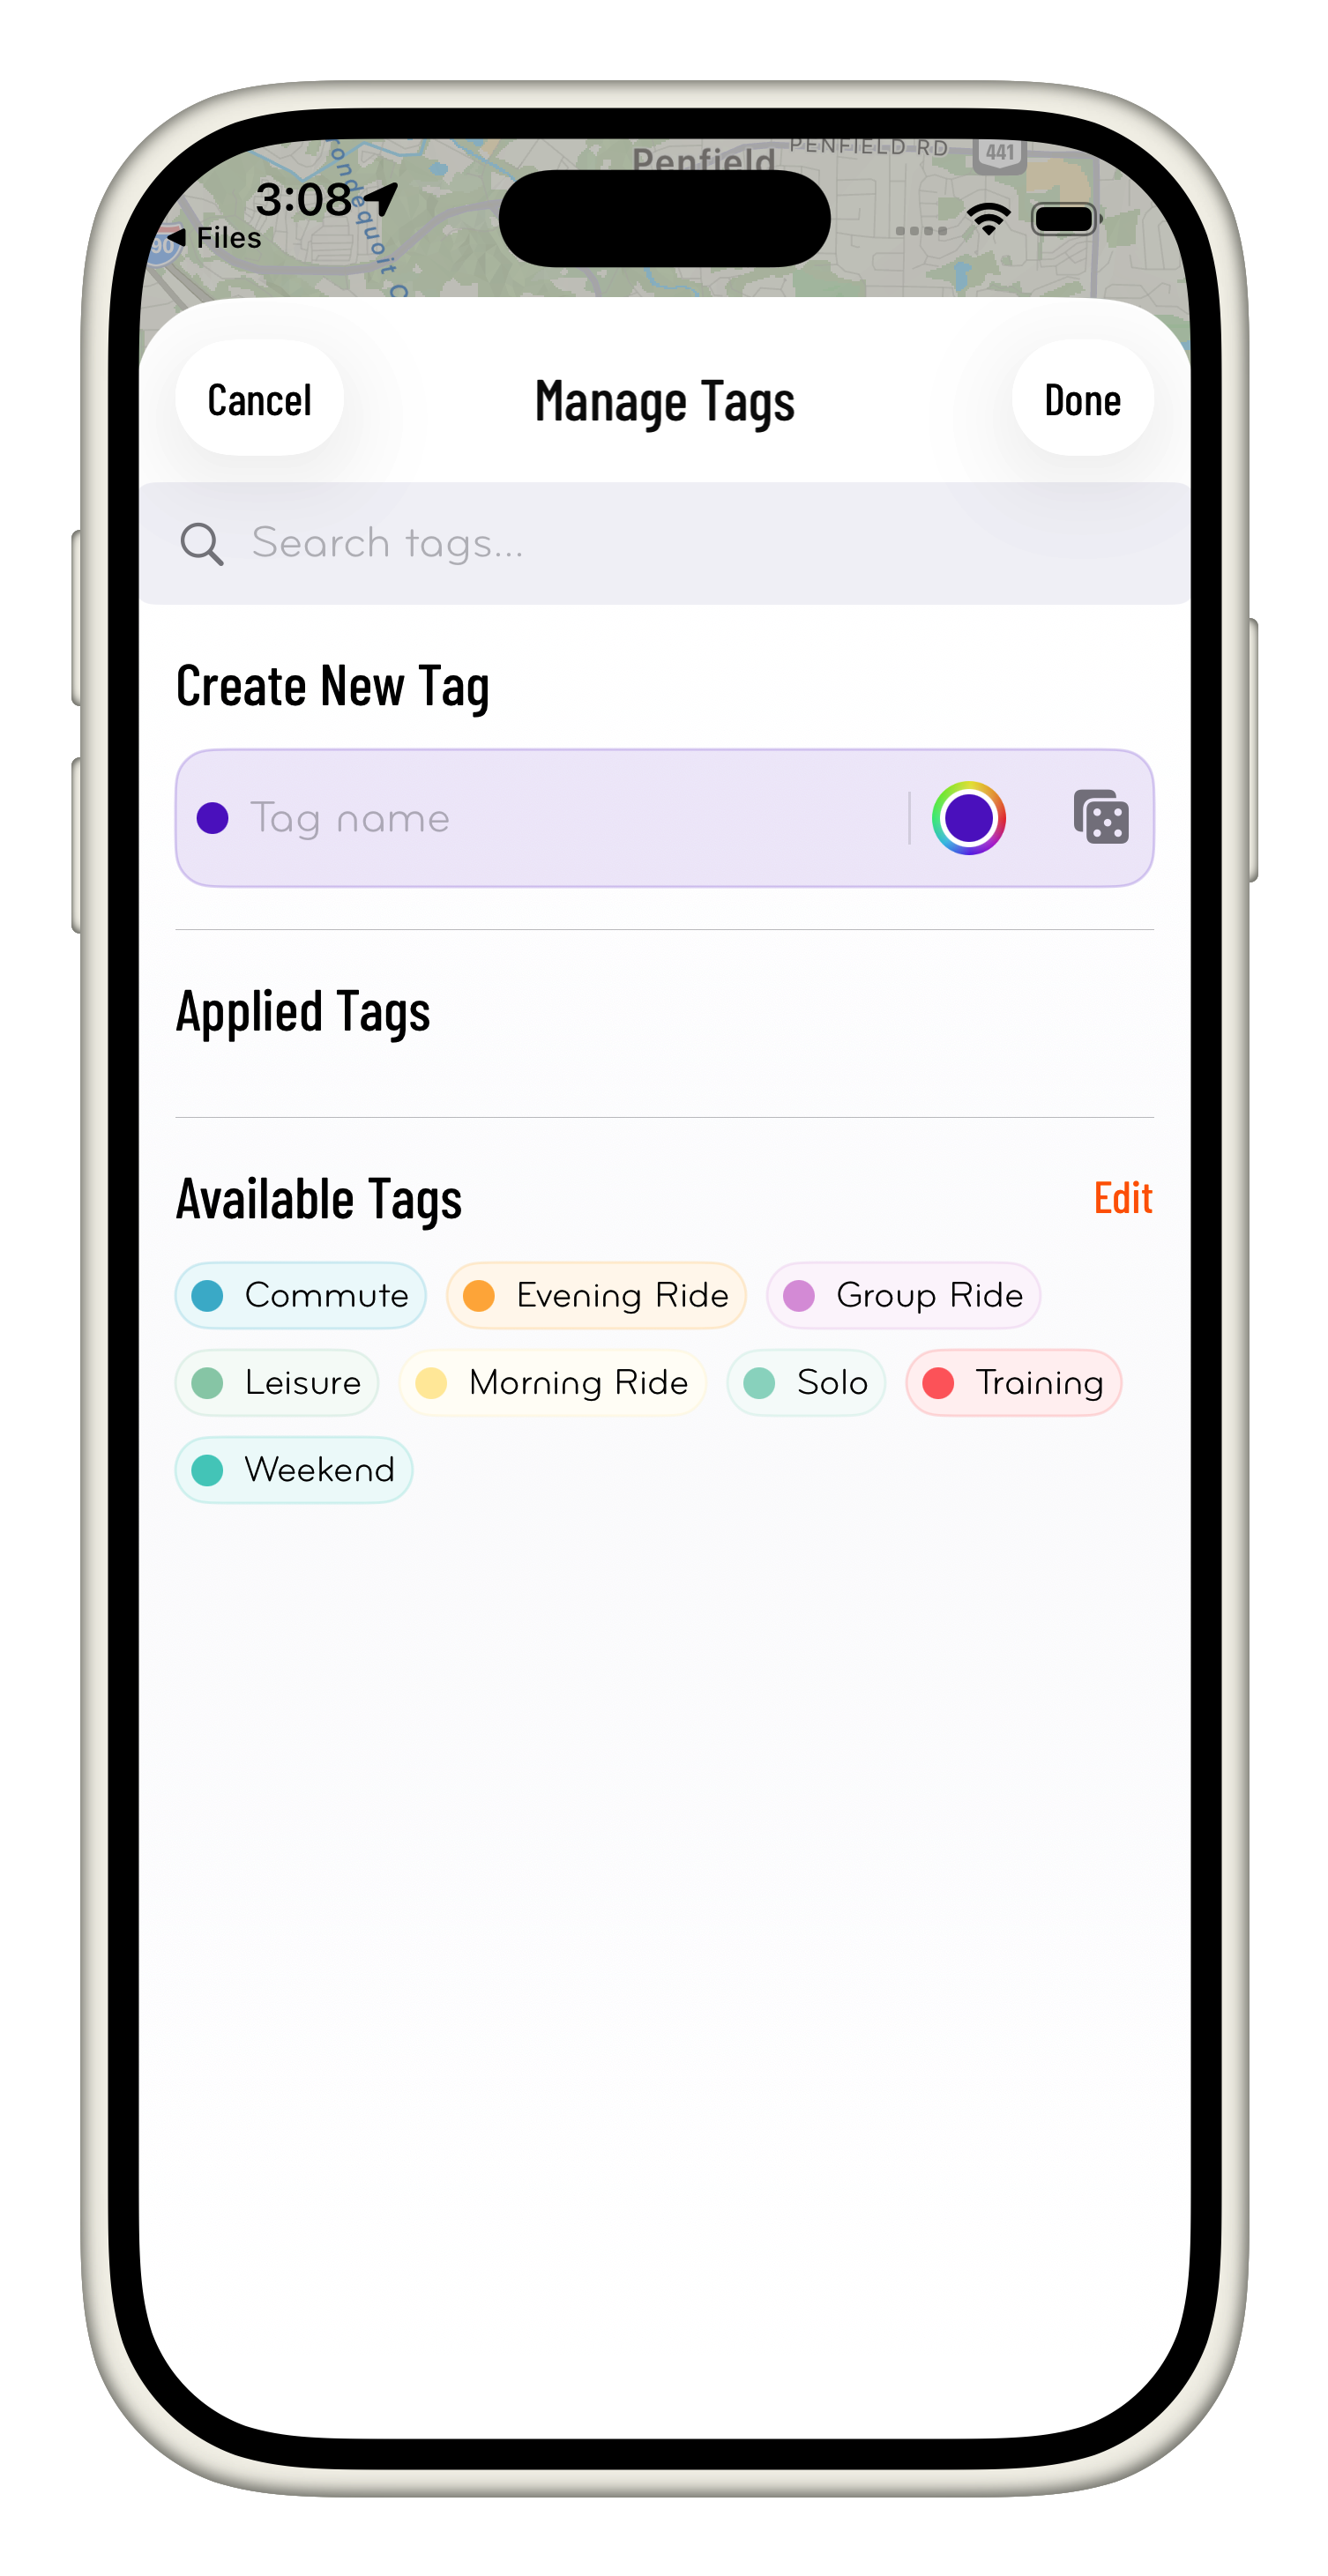 Penfield
PENFIELD RD
441
3:08
Files
90
Cancel
Manage Tags
Done
Search tags...
Create New Tag
Tag name
Applied Tags
Available Tags
Edit
Commute
Evening Ride
Group Ride
Leisure
Morning Ride
Solo
Training
Weekend